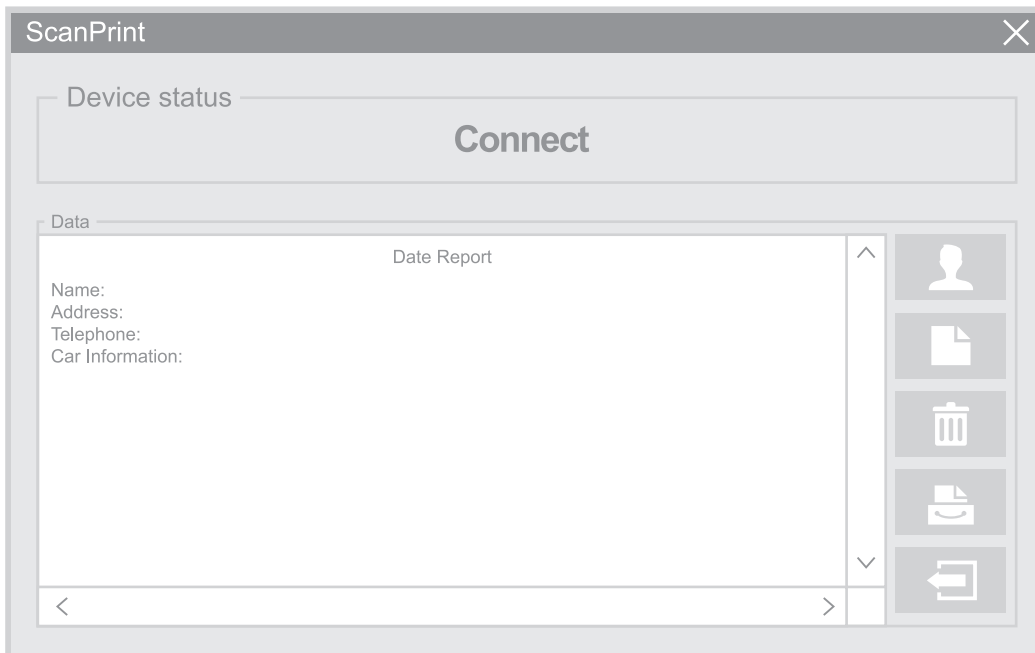 ScanPrint
Device status
Connect
Data
Date Report
Name:
Address:
Telephone:
Car Information: